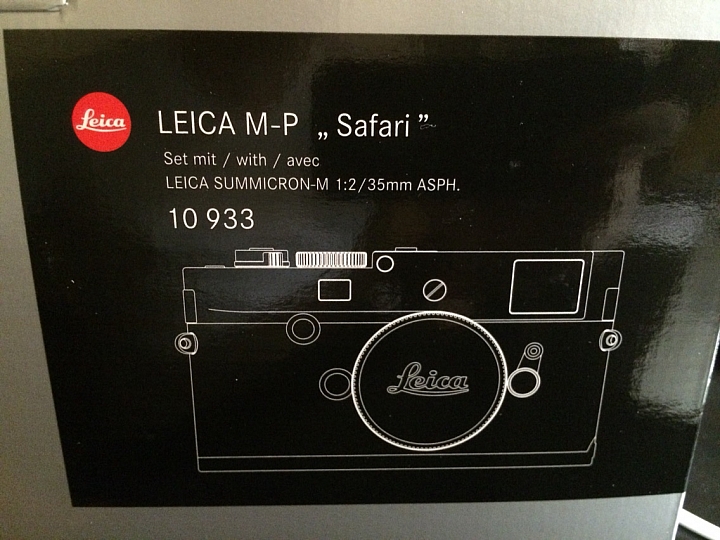 Leica
LEICA M-P „Safari”
Set mit / with / avec
LEICA SUMMICRON-M 1:2/35mm ASPH.
10 933
Leica